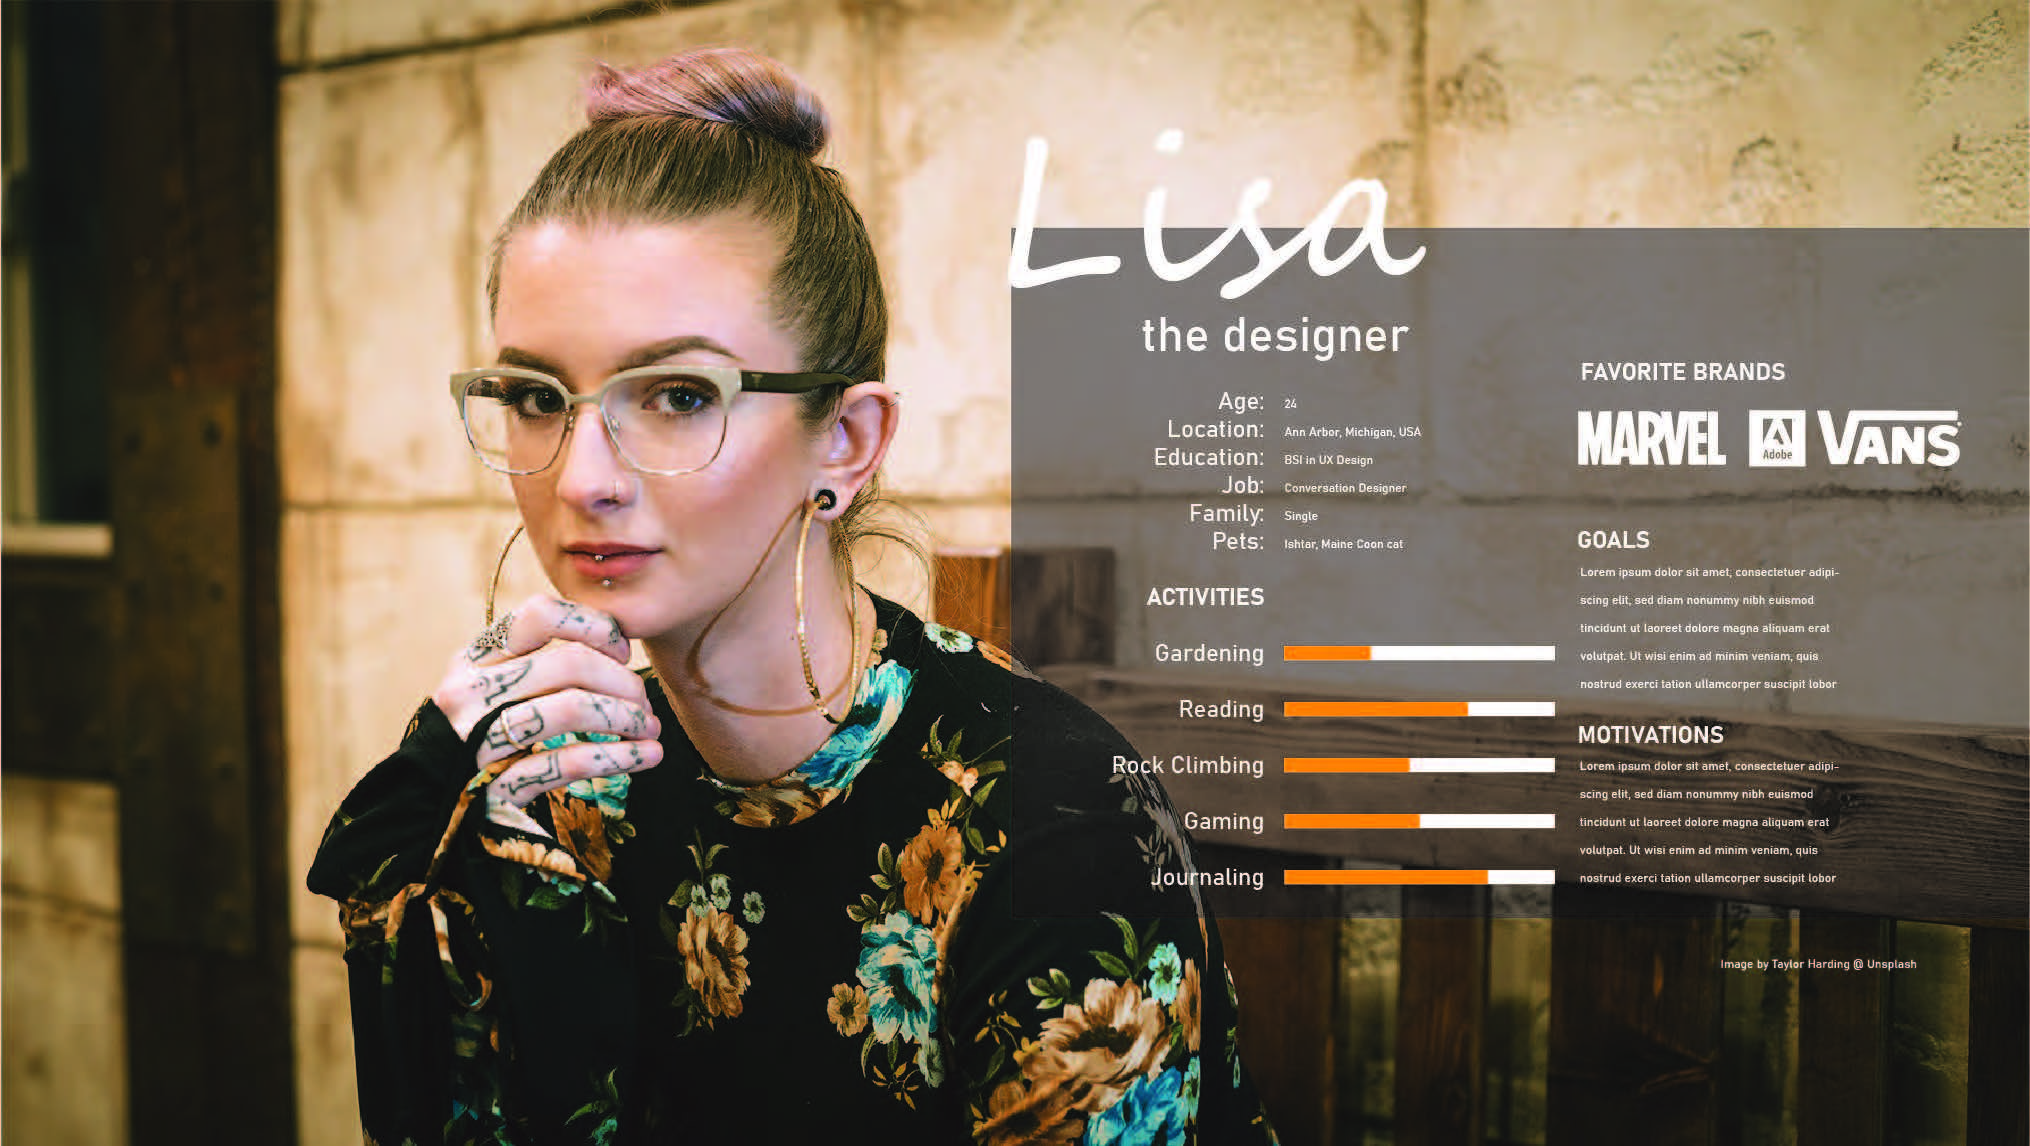 Lisa
the designer
Age: 24
Location: Ann Arbor, Michigan, USA
Education: BSI in UX Design
Job: Conversation Designer
Family: Single
Pets: Ishtar, Maine Coon cat
ACTIVITIES
Gardening
Reading
Rock Climbing
Gaming
Journaling
FAVORITE BRANDS
MARVEL Adobe VANS
GOALS
Lorem ipsum dolor sit amet, consectetuer adipi-
scing elit, sed diam nonummy nibh euismod
tincidunt ut laoreet dolore magna aliquam erat
volutpat. Ut wisi enim ad minim veniam, quis
nostrud exerci tation ullamcorper suscipit lobor
MOTIVATIONS
Lorem ipsum dolor sit amet, consectetuer adipi-
scing elit, sed diam nonummy nibh euismod
tincidunt ut laoreet dolore magna aliquam erat
volutpat. Ut wisi enim ad minim veniam, quis
nostrud exerci tation ullamcorper suscipit lobor
Image by Taylor Harding @ Unsplash